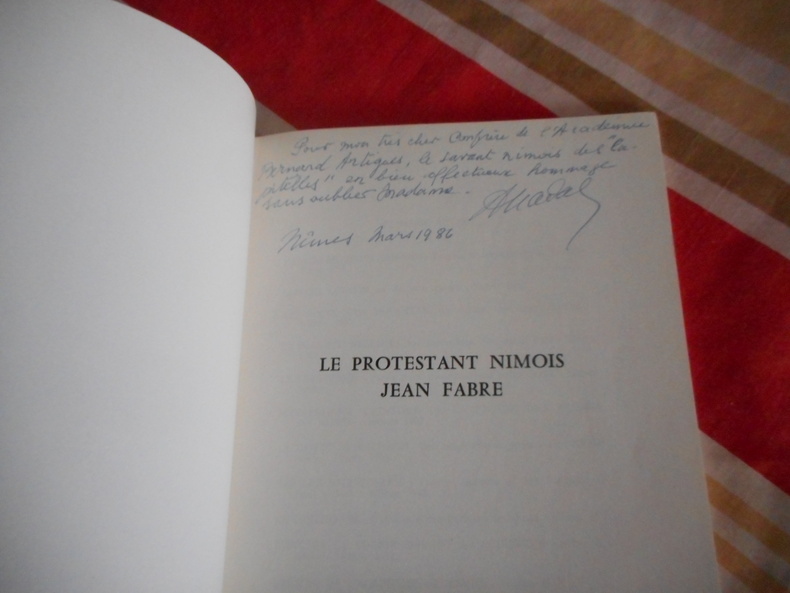 Pour mon très cher Confrère de l'Académie
Bernard Artigues, le savant nimois des "Ca-
pitelles" en bien affectueux hommage
sans oublier Madame.
Nîmes Mars 1986
LE PROTESTANT NIMOIS
JEAN FABRE